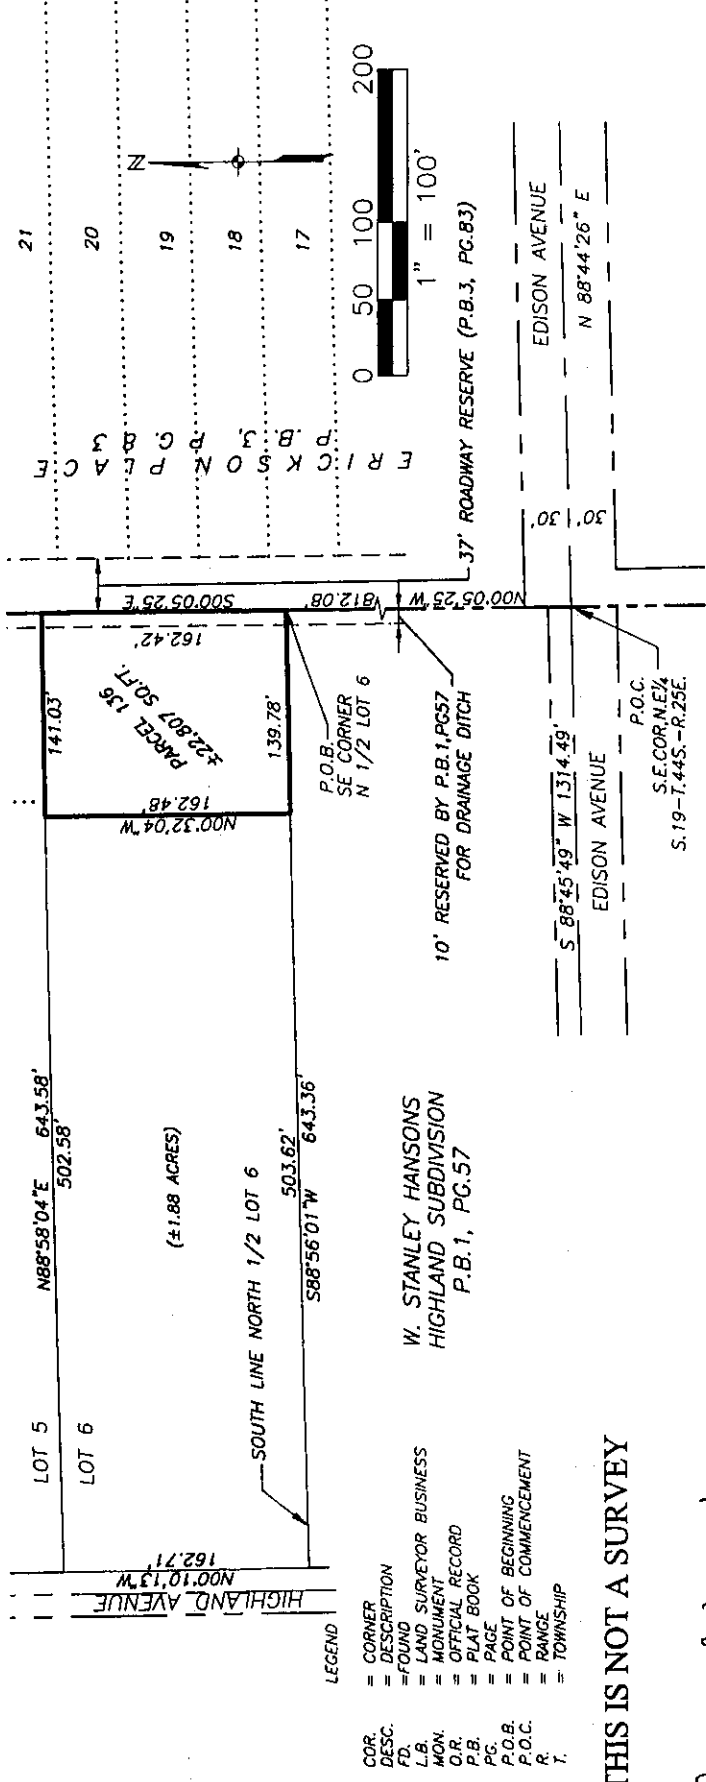 LOT 5
LOT 6
N88°58'04"E 643.58'
502.58'
(±1.88 ACRES)
SOUTH LINE NORTH 1/2 LOT 6
503.62'
S88°56'01"W 643.36'
HIGHLAND AVENUE
N00°10'13"W
162.71'
141.03'
PARCEL 136
±22,807 SQ.FT.
139.78'
N00°32'04"W
162.48'
162.42'
S00°05'25"E
P.O.B.
SE CORNER
N 1/2 LOT 6
812.08'
N00°05'25"W
10' RESERVED BY P.B.1,PG57
FOR DRAINAGE DITCH
37' ROADWAY RESERVE (P.B.3, PG.83)
21
20
19
18
17
ERICKSON PLACE
P.B. 3, PG. 83
N
0 50 100 200
1" = 100'
EDISON AVENUE
N 88°44'26" E
30'
30'
S 88°45'49" W 1314.49'
EDISON AVENUE
P.O.C.
S.E.COR,N.E¼
S.19-T.44S.-R.25E.
W. STANLEY HANSONS
HIGHLAND SUBDIVISION
P.B.1, PG.57
LEGEND
COR. = CORNER
DESC. = DESCRIPTION
FD. =FOUND
L.B. = LAND SURVEYOR BUSINESS
MON. = MONUMENT
O.R. = OFFICIAL RECORD
P.B. = PLAT BOOK
PG. = PAGE
P.O.B. = POINT OF BEGINNING
P.O.C. = POINT OF COMMENCEMENT
R. = RANGE
T. = TOWNSHIP
THIS IS NOT A SURVEY